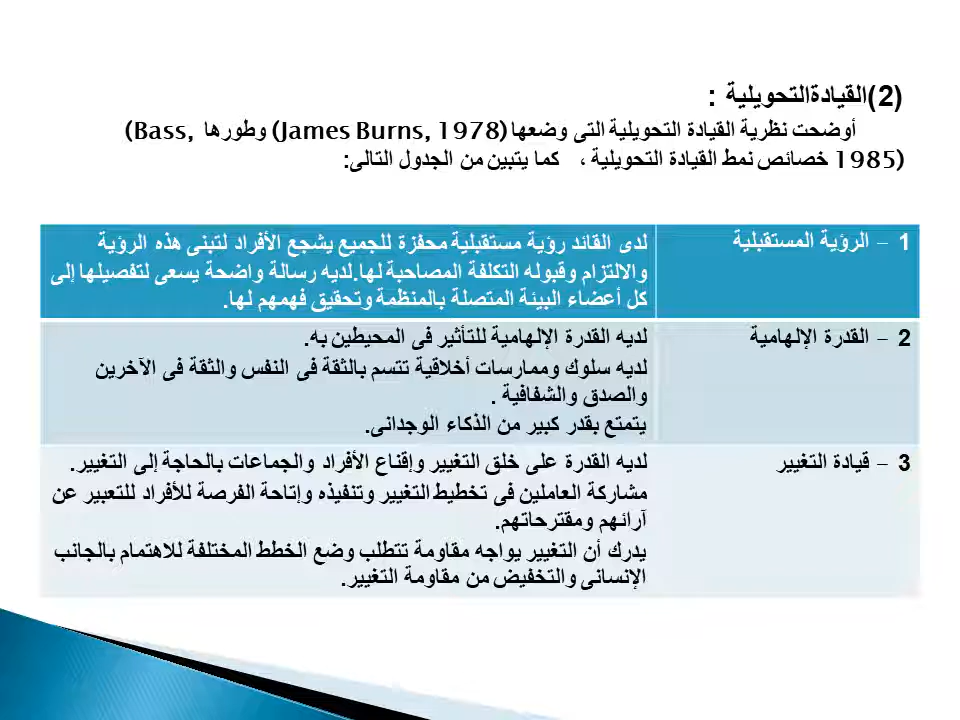 (2)القيادةالتحويلية :
أوضحت نظرية القيادة التحويلية التى وضعها (James Burns, 1978) وطورها (Bass,
1985) خصائص نمط القيادة التحويلية ، كما يتبين من الجدول التالى:
1 – الرؤية المستقبلية
لدى القائد رؤية مستقبلية محفزة للجميع يشجع الأفراد لتبنى هذه الرؤية
والالتزام وقبوله التكلفة المصاحبة لها.لديه رسالة واضحة يسعى لتفصيلها إلى
كل أعضاء البيئة المتصلة بالمنظمة وتحقيق فهمهم لها.
2 – القدرة الإلهامية
لديه القدرة الإلهامية للتأثير فى المحيطين به.
لديه سلوك وممارسات أخلاقية تتسم بالثقة فى النفس والثقة فى الآخرين
والصدق والشفافية .
يتمتع بقدر كبير من الذكاء الوجدانى.
3 – قيادة التغيير
لديه القدرة على خلق التغيير وإقناع الأفراد والجماعات بالحاجة إلى التغيير.
مشاركة العاملين فى تخطيط التغيير وتنفيذه وإتاحة الفرصة للأفراد للتعبير عن
آرائهم ومقترحاتهم.
يدرك أن التغيير يواجه مقاومة تتطلب وضع الخطط المختلفة للاهتمام بالجانب
الإنسانى والتخفيض من مقاومة التغيير.